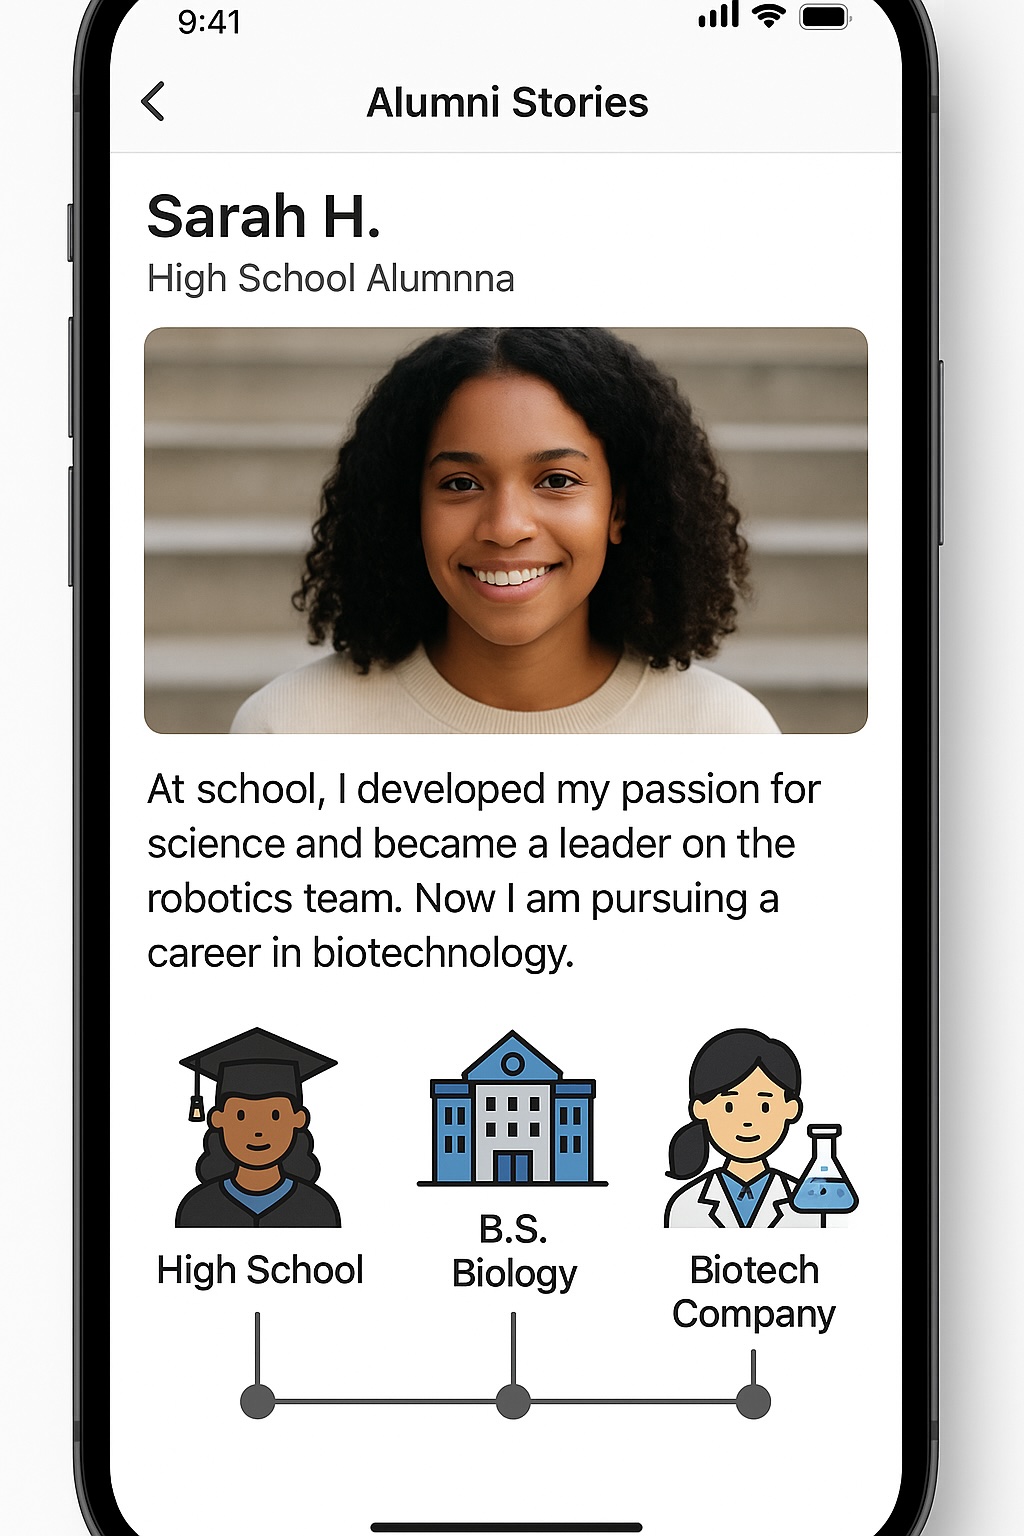 9:41
Alumni Stories
Sarah H.
High School Alumnna
At school, I developed my passion for
science and became a leader on the
robotics team. Now I am pursuing a
career in biotechnology.
High School
B.S.
Biology
Biotech
Company